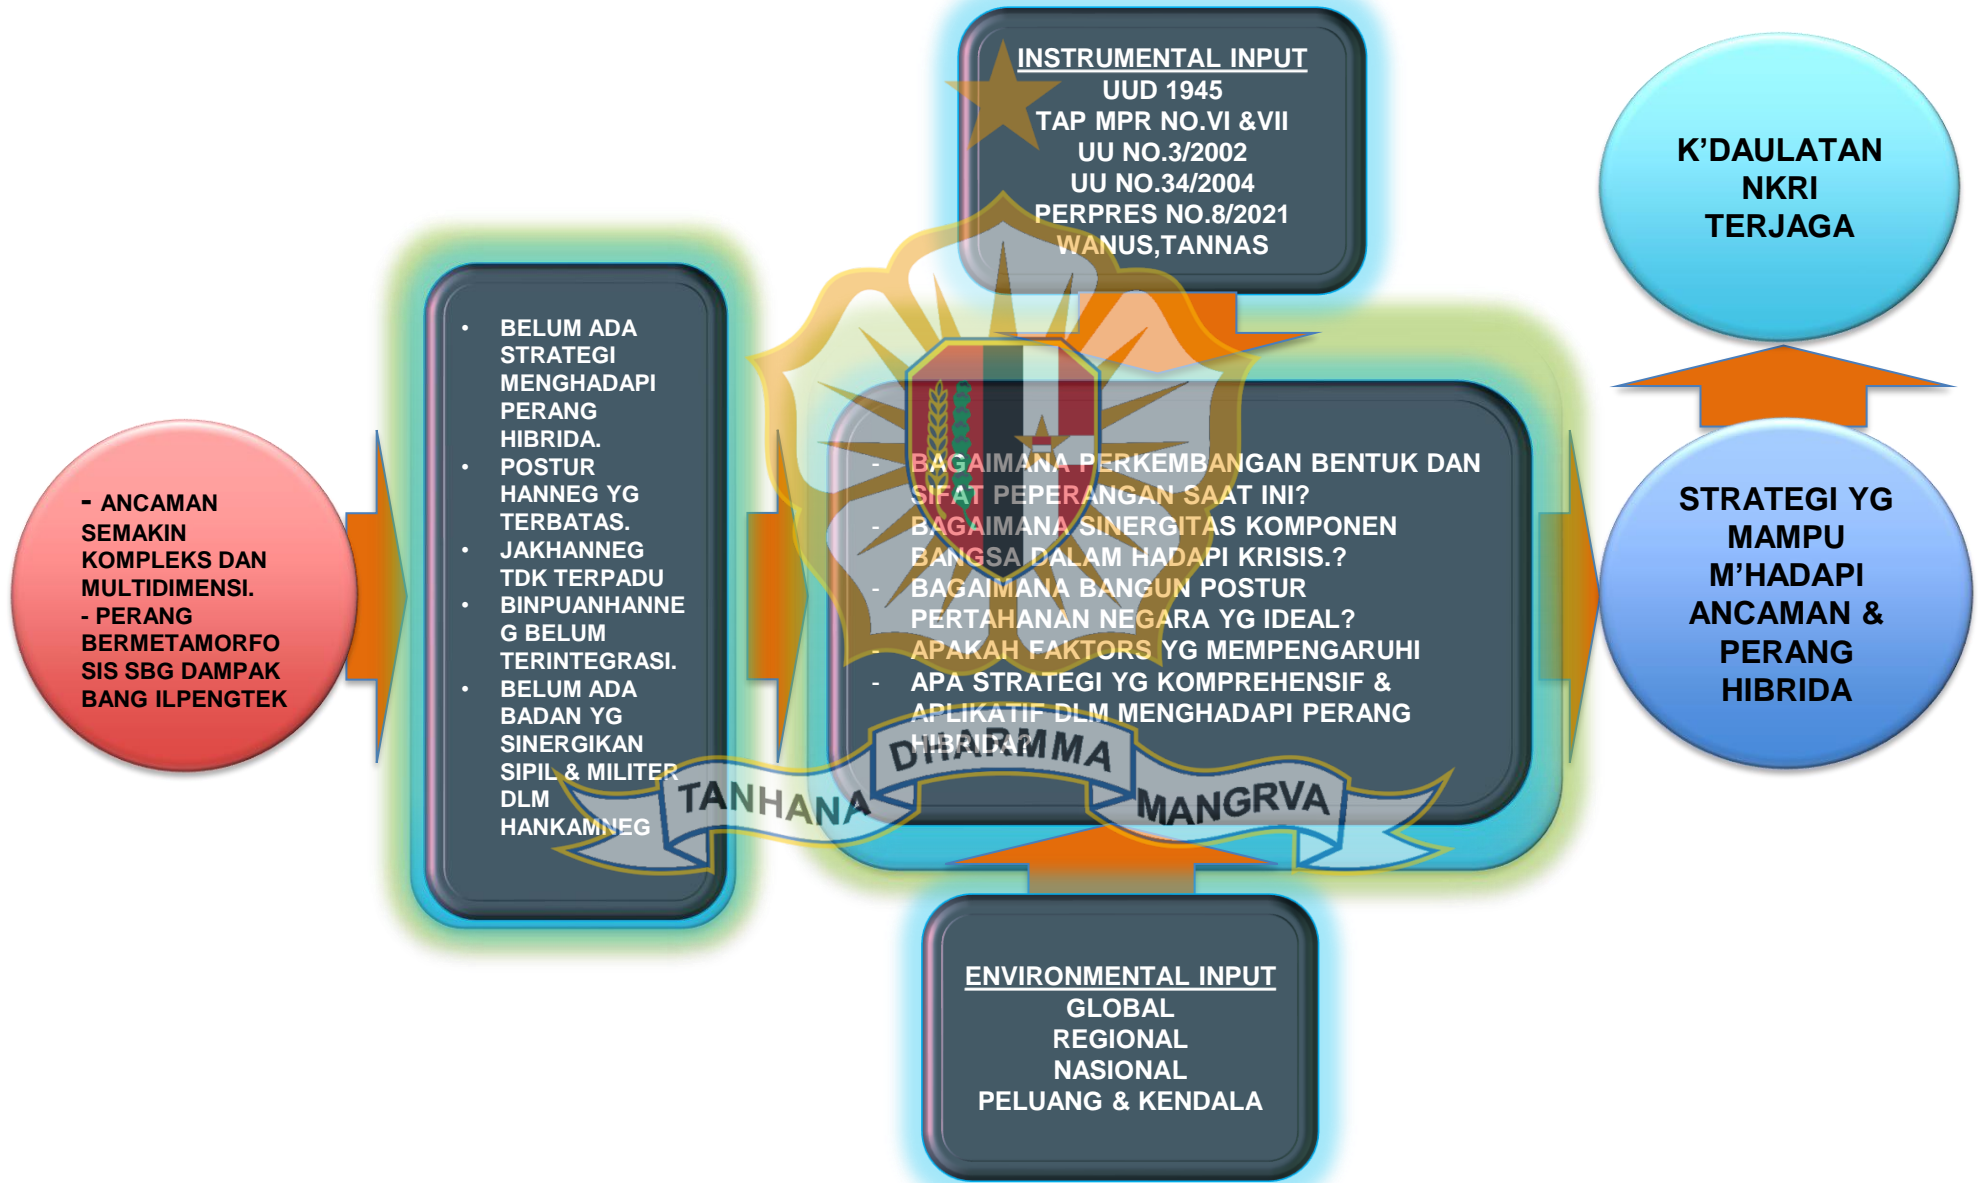 - ANCAMAN
SEMAKIN
KOMPLEKS DAN
MULTIDIMENSI.
- PERANG
BERMETAMORFO
SIS SBG DAMPAK
BANG ILPENGTEK
• BELUM ADA
STRATEGI
MENGHADAPI
PERANG
HIBRIDA.
• POSTUR
HANNEG YG
TERBATAS.
• JAKHANNEG
TDK TERPADU
• BINPUANHANNE
G BELUM
TERINTEGRASI.
• BELUM ADA
BADAN YG
SINERGIKAN
SIPIL & MILITER
DLM
HANKAMNEG
INSTRUMENTAL INPUT
UUD 1945
TAP MPR NO.VI &VII
UU NO.3/2002
UU NO.34/2004
PERPRES NO.8/2021
WANUS,TANNAS
- BAGAIMANA PERKEMBANGAN BENTUK DAN
SIFAT PEPERANGAN SAAT INI?
- BAGAIMANA SINERGITAS KOMPONEN
BANGSA DALAM HADAPI KRISIS.?
- BAGAIMANA BANGUN POSTUR
PERTAHANAN NEGARA YG IDEAL?
- APAKAH FAKTORS YG MEMPENGARUHI
- APA STRATEGI YG KOMPREHENSIF &
APLIKATIF DLM MENGHADAPI PERANG
HIBRIDA?
TANHANA DHARMMA MANGRVA
ENVIRONMENTAL INPUT
GLOBAL
REGIONAL
NASIONAL
PELUANG & KENDALA
STRATEGI YG
MAMPU
M’HADAPI
ANCAMAN &
PERANG
HIBRIDA
K’DAULATAN
NKRI
TERJAGA